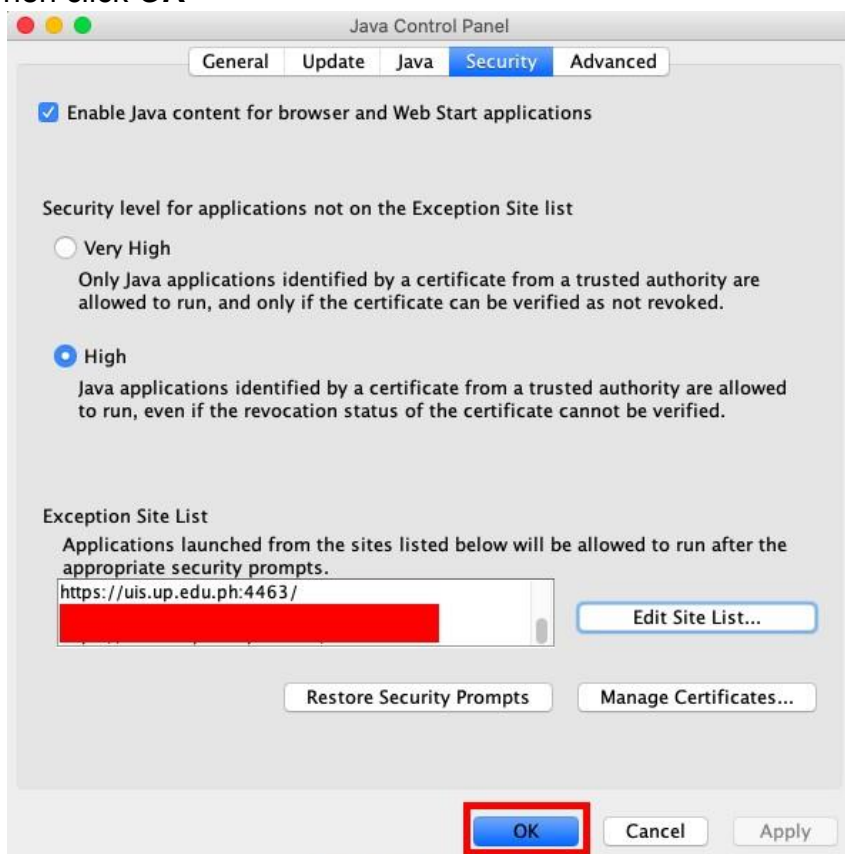 then click OK
Java Control Panel
General Update Java Security Advanced
Enable Java content for browser and Web Start applications
Security level for applications not on the Exception Site list
Very High
Only Java applications identified by a certificate from a trusted authority are
allowed to run, and only if the certificate can be verified as not revoked.
High
Java applications identified by a certificate from a trusted authority are allowed
to run, even if the revocation status of the certificate cannot be verified.
Exception Site List
Applications launched from the sites listed below will be allowed to run after the
appropriate security prompts.
https://uis.up.edu.ph:4463/
Edit Site List...
Restore Security Prompts Manage Certificates...
OK Cancel Apply